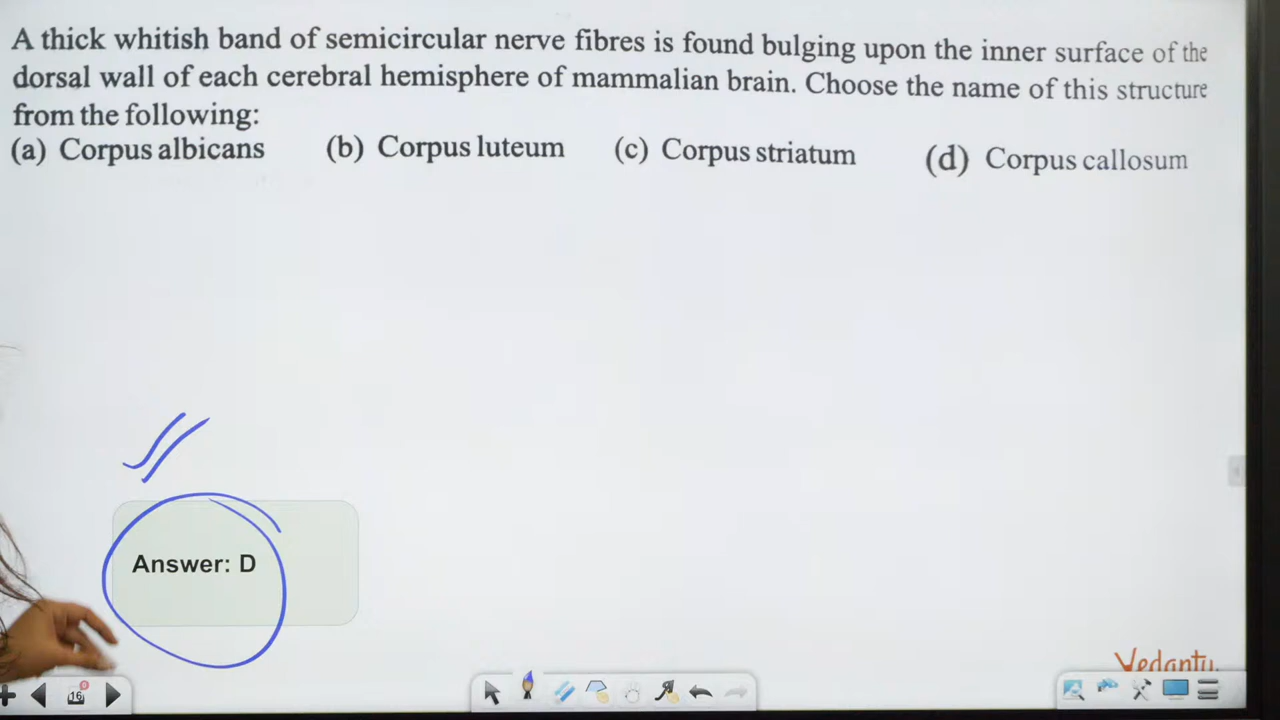 A thick whitish band of semicircular nerve fibres is found bulging upon the inner surface of the
dorsal wall of each cerebral hemisphere of mammalian brain. Choose the name of this structure
from the following:
(a) Corpus albicans (b) Corpus luteum (c) Corpus striatum (d) Corpus callosum
Answer: D
Vedantu
16